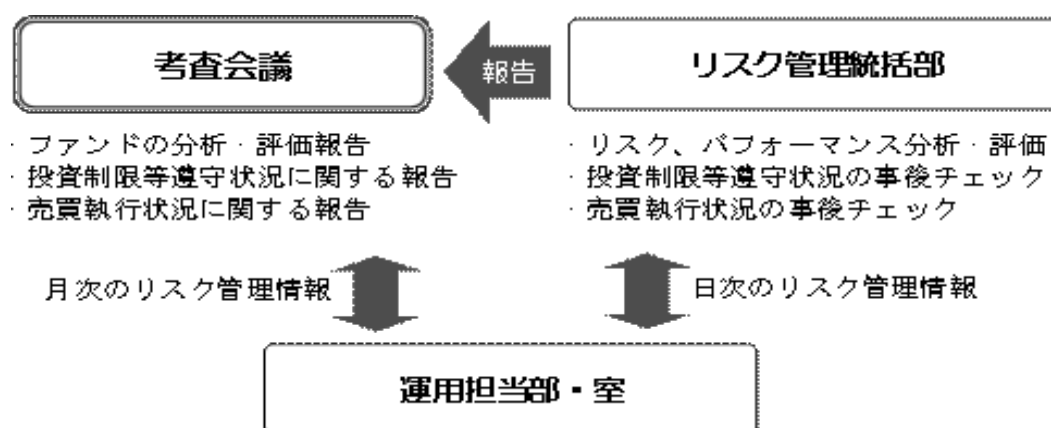 考査会議
報告
リスク管理統括部
· ファンドの分析・評価報告
· 投資制限等遵守状況に関する報告
· 売買執行状況に関する報告
· リスク、パフォーマンス分析・評価
· 投資制限等遵守状況の事後チェック
· 売買執行状況の事後チェック
月次のリスク管理情報
日次のリスク管理情報
運用担当部・室